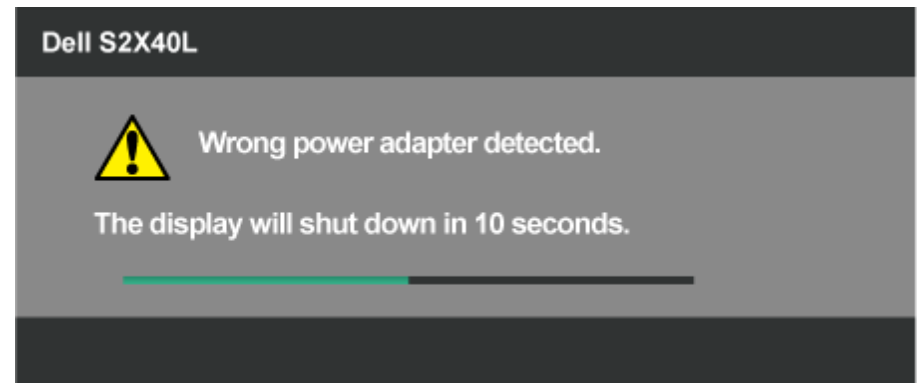 Dell S2X40L
Wrong power adapter detected.
The display will shut down in 10 seconds.